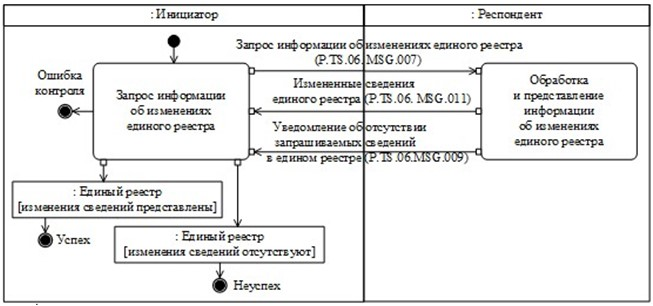 : Инициатор
: Респондент
Запрос информации об изменениях единого реестра
(P.TS.06.MSG.007)
Ошибка
контроля
Запрос информации
об изменениях
единого реестра
Измененные сведения
единого реестра (P.TS.06. MSG.011)
Уведомление об отсутствии
запрашиваемых сведений
в едином реестре (P.TS.06.MSG.009)
Обработка
и представление
информации
об изменениях
единого реестра
: Единый реестр
[изменения сведений представлены]
Успех
: Единый реестр
[изменения сведений отсутствуют]
Неуспех